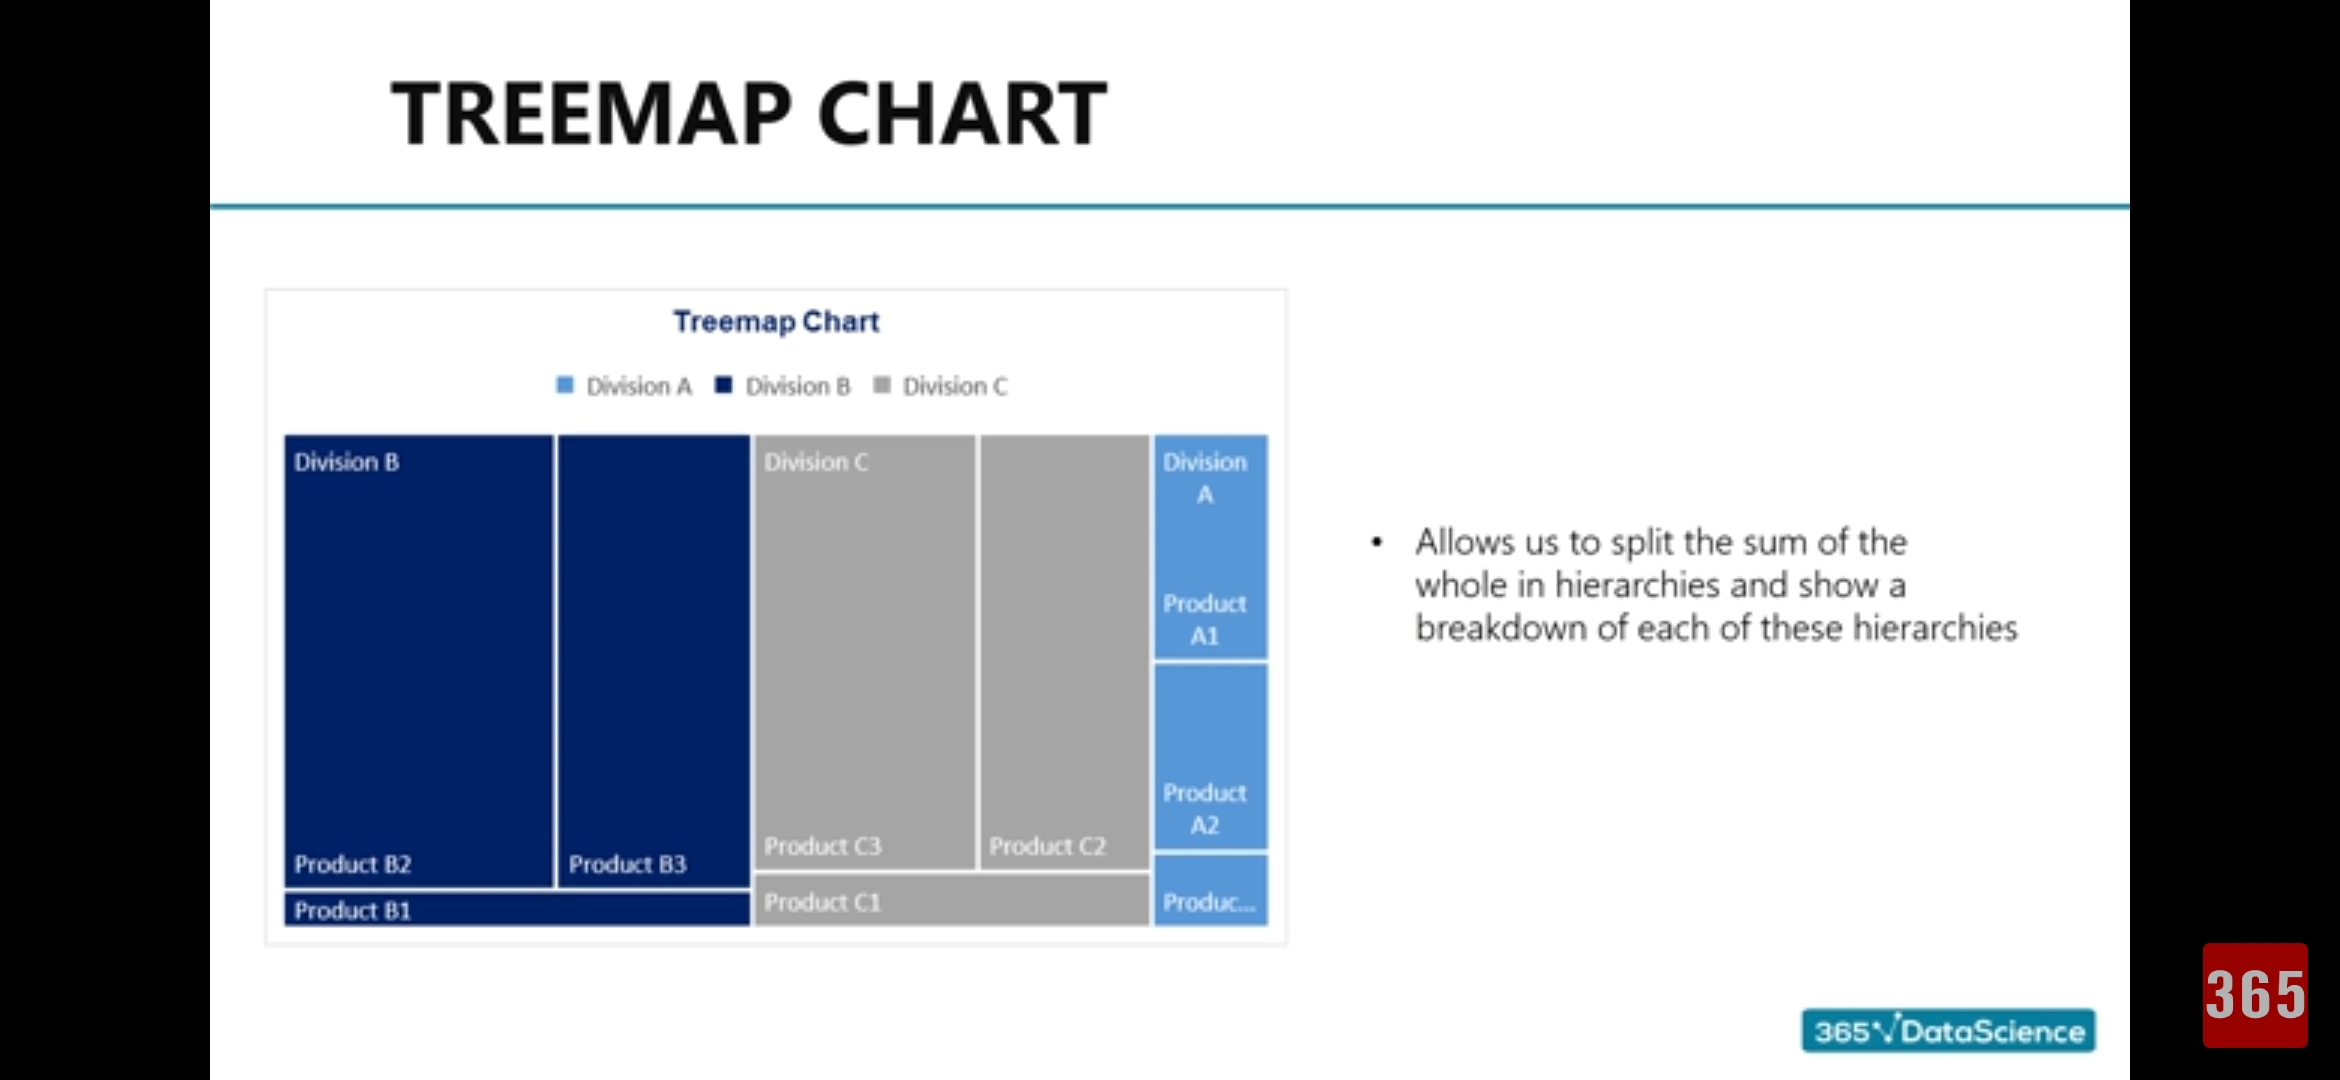 TREEMAP CHART
Treemap Chart
Division A Division B Division C
Division B
Division C
Division
A
Product
A1
Product
A2
Product B2
Product B3
Product C3
Product C2
Product B1
Product C1
Produc...
• Allows us to split the sum of the
whole in hierarchies and show a
breakdown of each of these hierarchies
365 DataScience
365